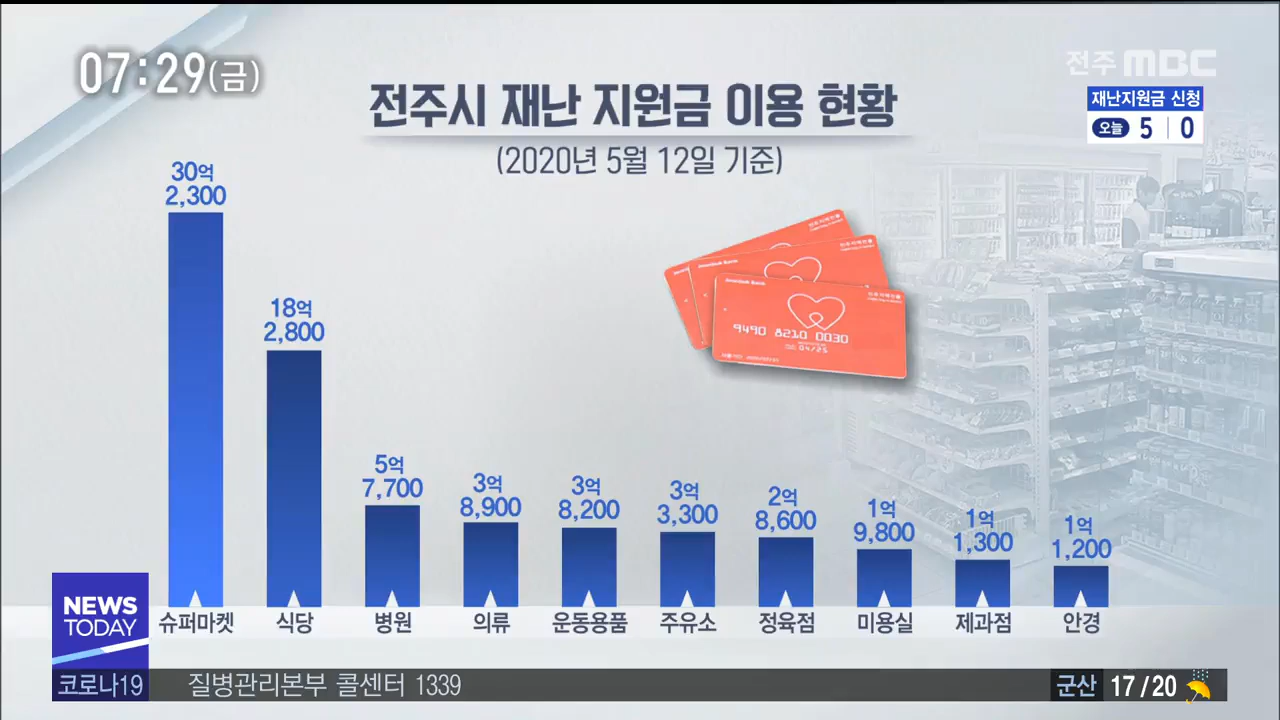 07:29(금)
전주 MBC
재난지원금 신청
오늘 5 0
전주시 재난 지원금 이용 현황
(2020년 5월 12일 기준)
30억
2,300
18억
2,800
5억
7,700
3억
8,900
3억
8,200
3억
3,300
2억
8,600
1억
9,800
1억
1,300
1억
1,200
9490 8210 0030
04/25
슈퍼마켓 식당 병원 의류 운동용품 주유소 정육점 미용실 제과점 안경
NEWS
TODAY
코로나19 질병관리본부 콜센터 1339 군산 17/20